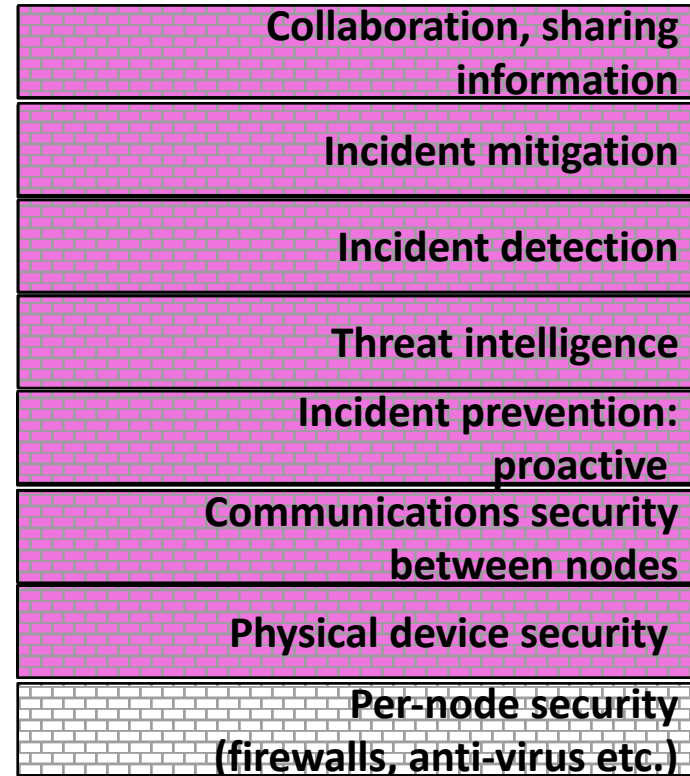 Collaboration, sharing
information
Incident mitigation
Incident detection
Threat intelligence
Incident prevention:
proactive
Communications security
between nodes
Physical device security
Per-node security
(firewalls, anti-virus etc.)